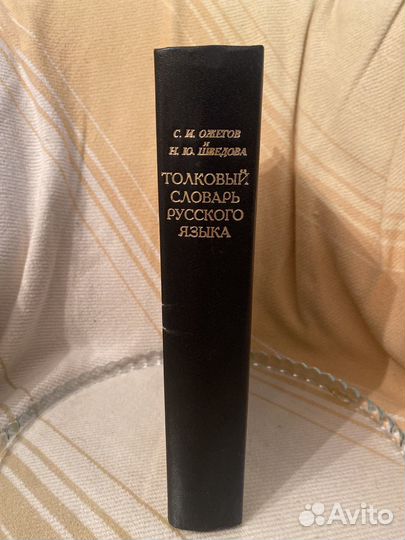 С. И. ОЖЕГОВ
И
Н. Ю. ШВЕДОВА
ТОЛКОВЫЙ
СЛОВАРЬ
РУССКОГО
ЯЗЫКА
Avito